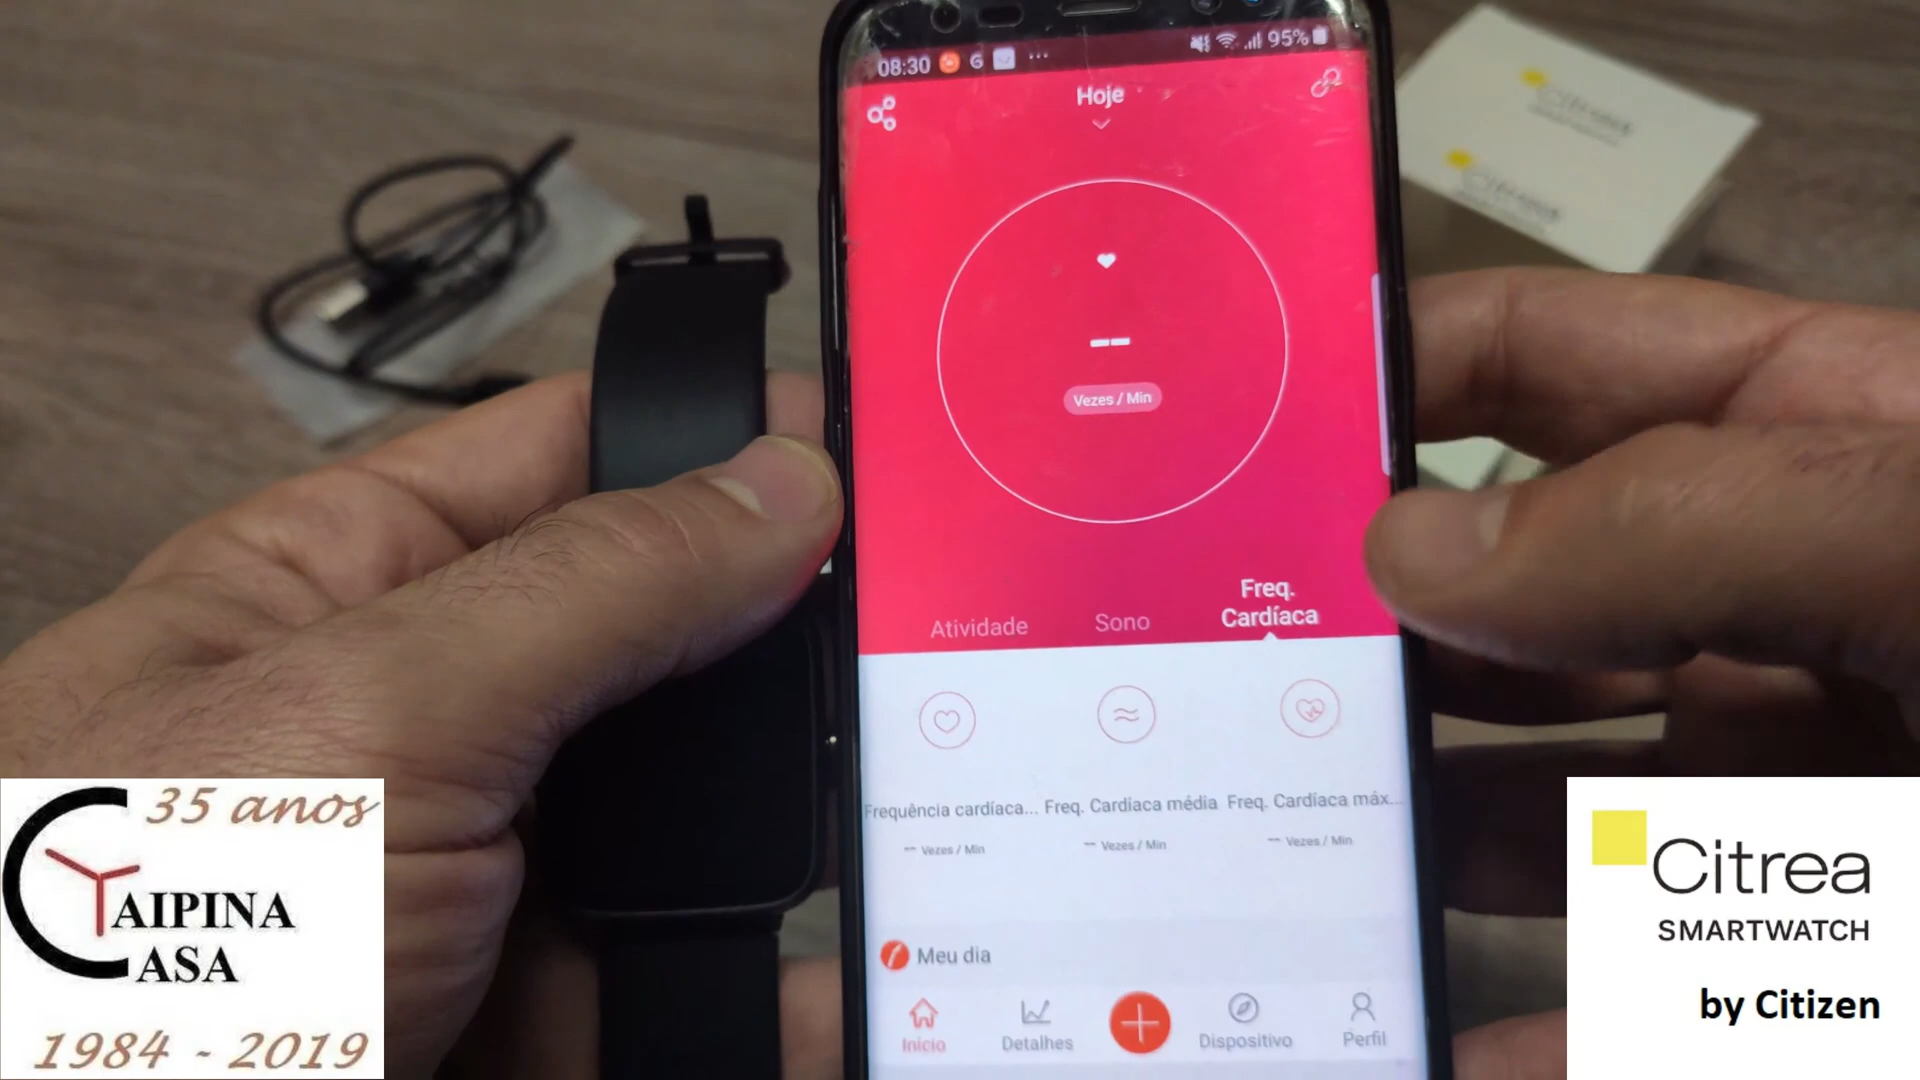 08:30 G ... 95%
Hoje
--
Vezes / Min
Atividade
Sono
Freq.
Cardíaca
Frequência cardíaca...
Freq. Cardíaca média
Freq. Cardíaca máx...
-- Vezes / Min
-- Vezes / Min
-- Vezes / Min
Meu dia
Início
Detalhes
Dispositivo
Perfil
35 anos
CYAIPINA
CASA
1984 - 2019
Citrea
SMARTWATCH
by Citizen